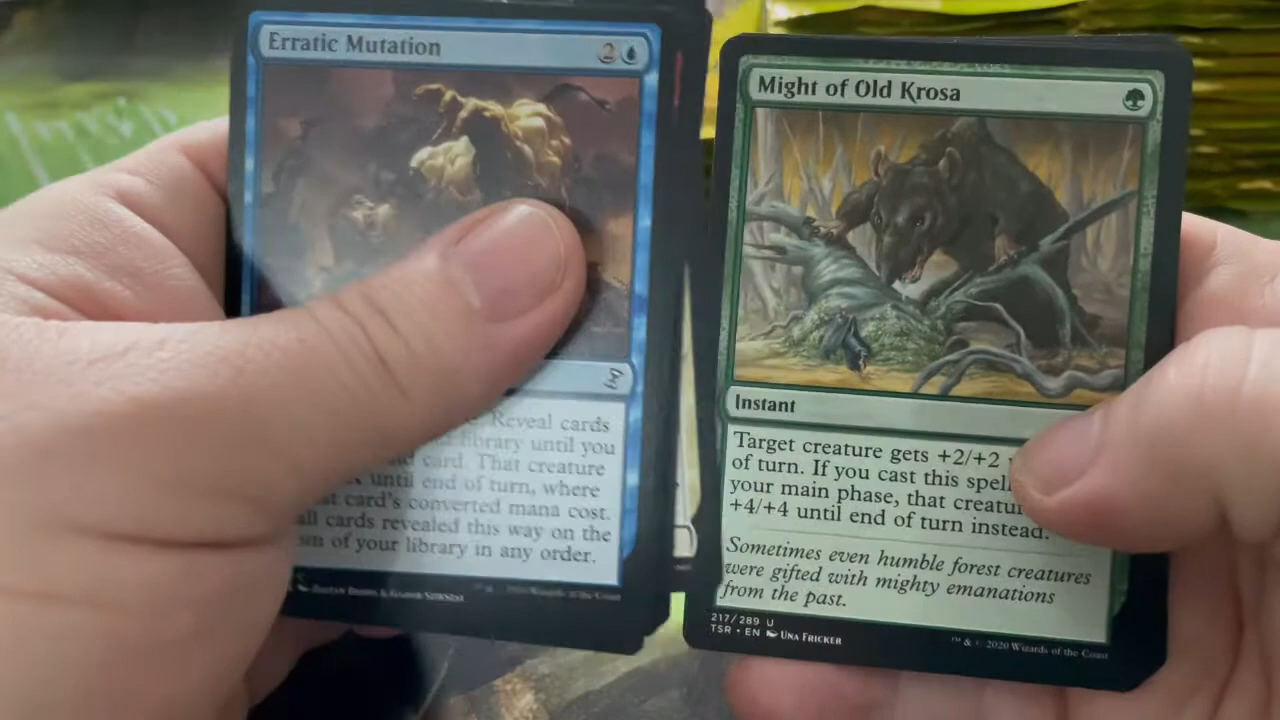 Erratic Mutation
2
Reveal cards
library until you
card. That creature
until end of turn, where
card's converted mana cost.
all cards revealed this way on the
of your library in any order.
Might of Old Krosa
Instant
Target creature gets +2/+2
of turn. If you cast this spell
your main phase, that creatu
+4/+4 until end of turn instead.
Sometimes even humble forest creatures
were gifted with mighty emanations
from the past.
217/289 U
TSR • EN Una Fricker
™ & © 2020 Wizards of the Coast